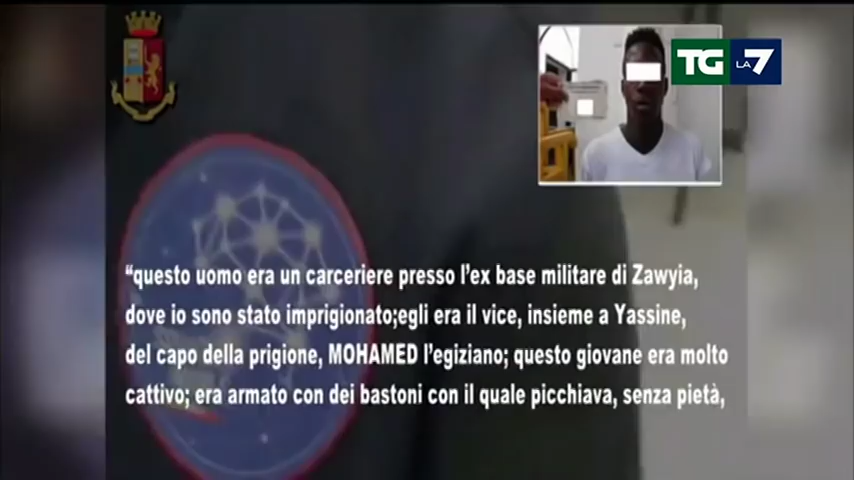 TG LA 7
“questo uomo era un carceriere presso l’ex base militare di Zawyia,
dove io sono stato imprigionato;egli era il vice, insieme a Yassine,
del capo della prigione, MOHAMED l’egiziano; questo giovane era molto
cattivo; era armato con dei bastoni con il quale picchiava, senza pietà,